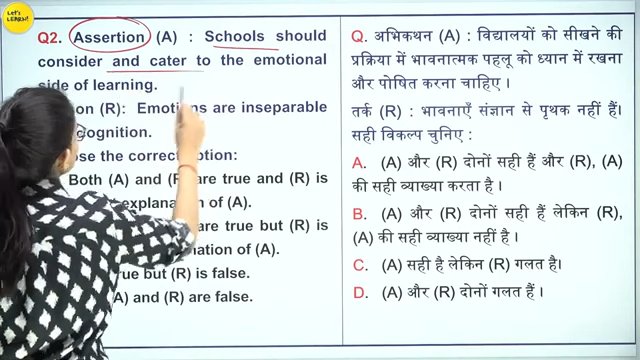 Let's
LEARN!
Q2. Assertion (A) : Schools should
consider and cater to the emotional
side of learning.
on (R): Emotions are inseparable
cognition.
ose the correct option:
Both (A) and (R) are true and (R) is
explanation of (A).
are true but (R) is
nation of (A).
rue but (R) is false.
(A) and (R) are false.
Q. अभिकथन (A) : विद्यालयों को सीखने की
प्रक्रिया में भावनात्मक पहलू को ध्यान में रखना
और पोषित करना चाहिए ।
तर्क (R) : भावनाएँ संज्ञान से पृथक नहीं हैं।
सही विकल्प चुनिए :
A. (A) और (R) दोनों सही हैं और (R), (A)
की सही व्याख्या करता है ।
B. (A) और (R) दोनों सही हैं लेकिन (R),
(A) की सही व्याख्या नहीं है ।
C. (A) सही है लेकिन (R) गलत है।
D. (A) और (R) दोनों गलत हैं ।